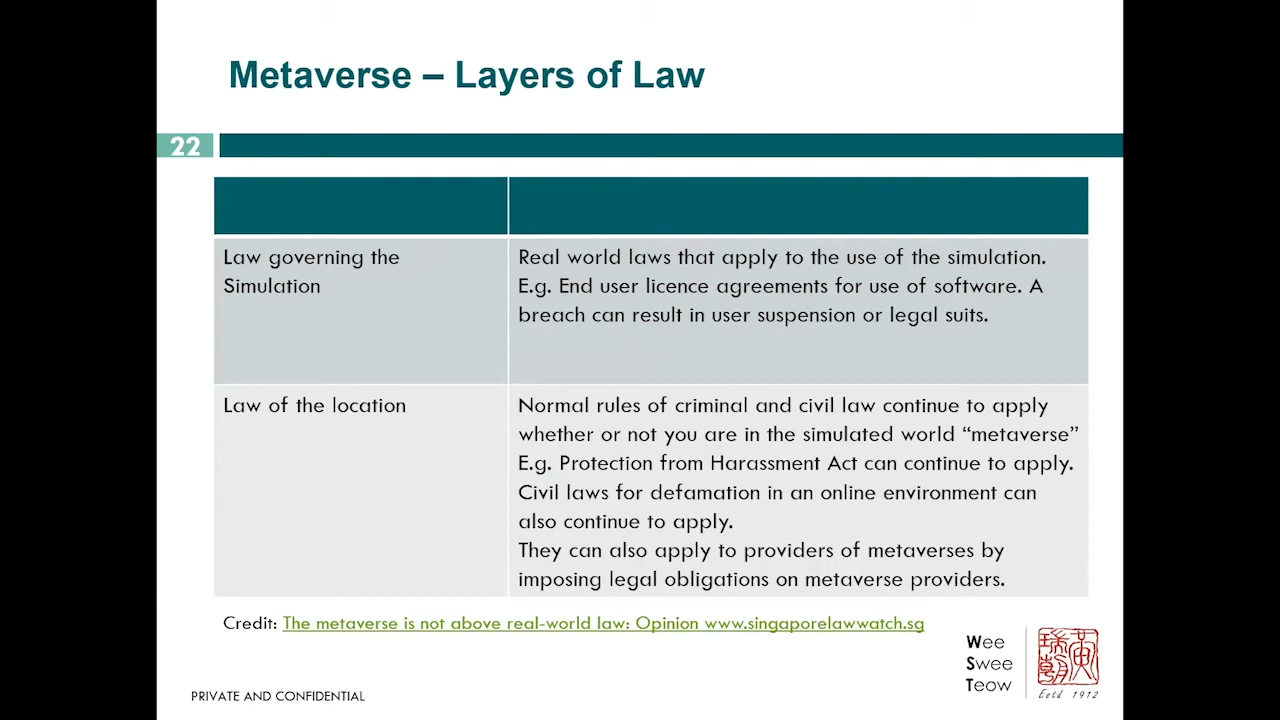 Metaverse – Layers of Law
22
Law governing the
Simulation
Real world laws that apply to the use of the simulation.
E.g. End user licence agreements for use of software. A
breach can result in user suspension or legal suits.
Law of the location
Normal rules of criminal and civil law continue to apply
whether or not you are in the simulated world “metaverse”
E.g. Protection from Harassment Act can continue to apply.
Civil laws for defamation in an online environment can
also continue to apply.
They can also apply to providers of metaverses by
imposing legal obligations on metaverse providers.
Credit: The metaverse is not above real-world law: Opinion www.singaporelawwatch.sg
Wee
Swee
Teow
黃瑞朝
Estd 1912
PRIVATE AND CONFIDENTIAL